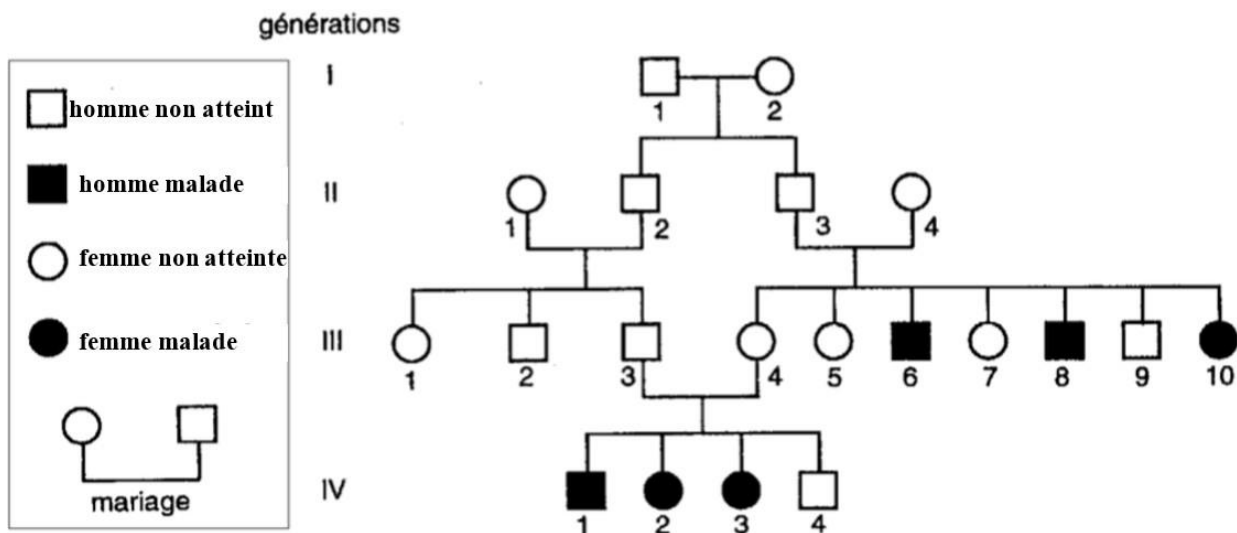 générations
homme non atteint
homme malade
femme non atteinte
femme malade
mariage
I
1 2
II
1 2 3 4
III
1 2 3 4 5 6 7 8 9 10
IV
1 2 3 4